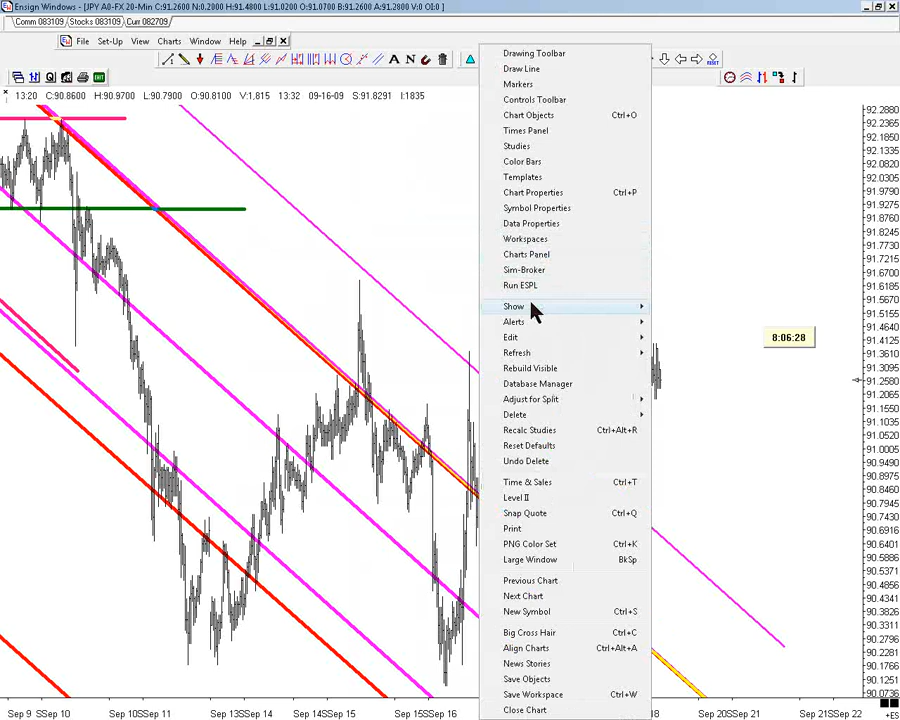 Ensign Windows - [JPY A0-FX 20-Min C:91.2600 N:0.2000 H:91.4800 L:91.0200 O:91.0700 B:91.2600 A:91.2800 V:0 OI:0 ]
Comm 083109 Stocks 083109 Curr 082709
File Set-Up View Charts Window Help
A N
RESET
EXIT
13:20 C:90.8600 H:90.9700 L:90.7900 O:90.8100 V:1,815 13:32 09-16-09 S:91.8291 I:1835
Drawing Toolbar
Draw Line
Markers
Controls Toolbar
Chart Objects Ctrl+O
Times Panel
Studies
Color Bars
Templates
Chart Properties Ctrl+P
Symbol Properties
Data Properties
Workspaces
Charts Panel
Sim-Broker
Run ESPL
Show
Alerts
Edit
Refresh
Rebuild Visible
Database Manager
Adjust for Split
Delete
Recalc Studies Ctrl+Alt+R
Reset Defaults
Undo Delete
Time & Sales Ctrl+T
Level II
Snap Quote Ctrl+Q
Print
PNG Color Set Ctrl+K
Large Window BkSp
Previous Chart
Next Chart
New Symbol Ctrl+S
Big Cross Hair Ctrl+C
Align Charts Ctrl+Alt+A
News Stories
Save Objects
Save Workspace Ctrl+W
Close Chart
8:06:28
92.2880
92.2365
92.1335
92.0820
92.0305
91.9790
91.9275
91.8760
91.8245
91.7730
91.7215
91.6700
91.6185
91.5670
91.5155
91.4640
91.4125
91.3610
91.3095
91.2580
91.2065
91.1550
91.1035
91.0520
91.0005
90.9490
90.8975
90.8460
90.7945
90.7430
90.6915
90.6401
90.5886
90.5371
90.4856
90.4341
90.3826
90.3311
90.2796
90.2281
90.1766
90.1251
90.0736
Sep 9 SSep 10 Sep 10SSep 11 Sep 13SSep 14 Sep 14SSep 15 Sep 15SSep 16 18 Sep 20SSep 21 Sep 21SSep 22
+ES